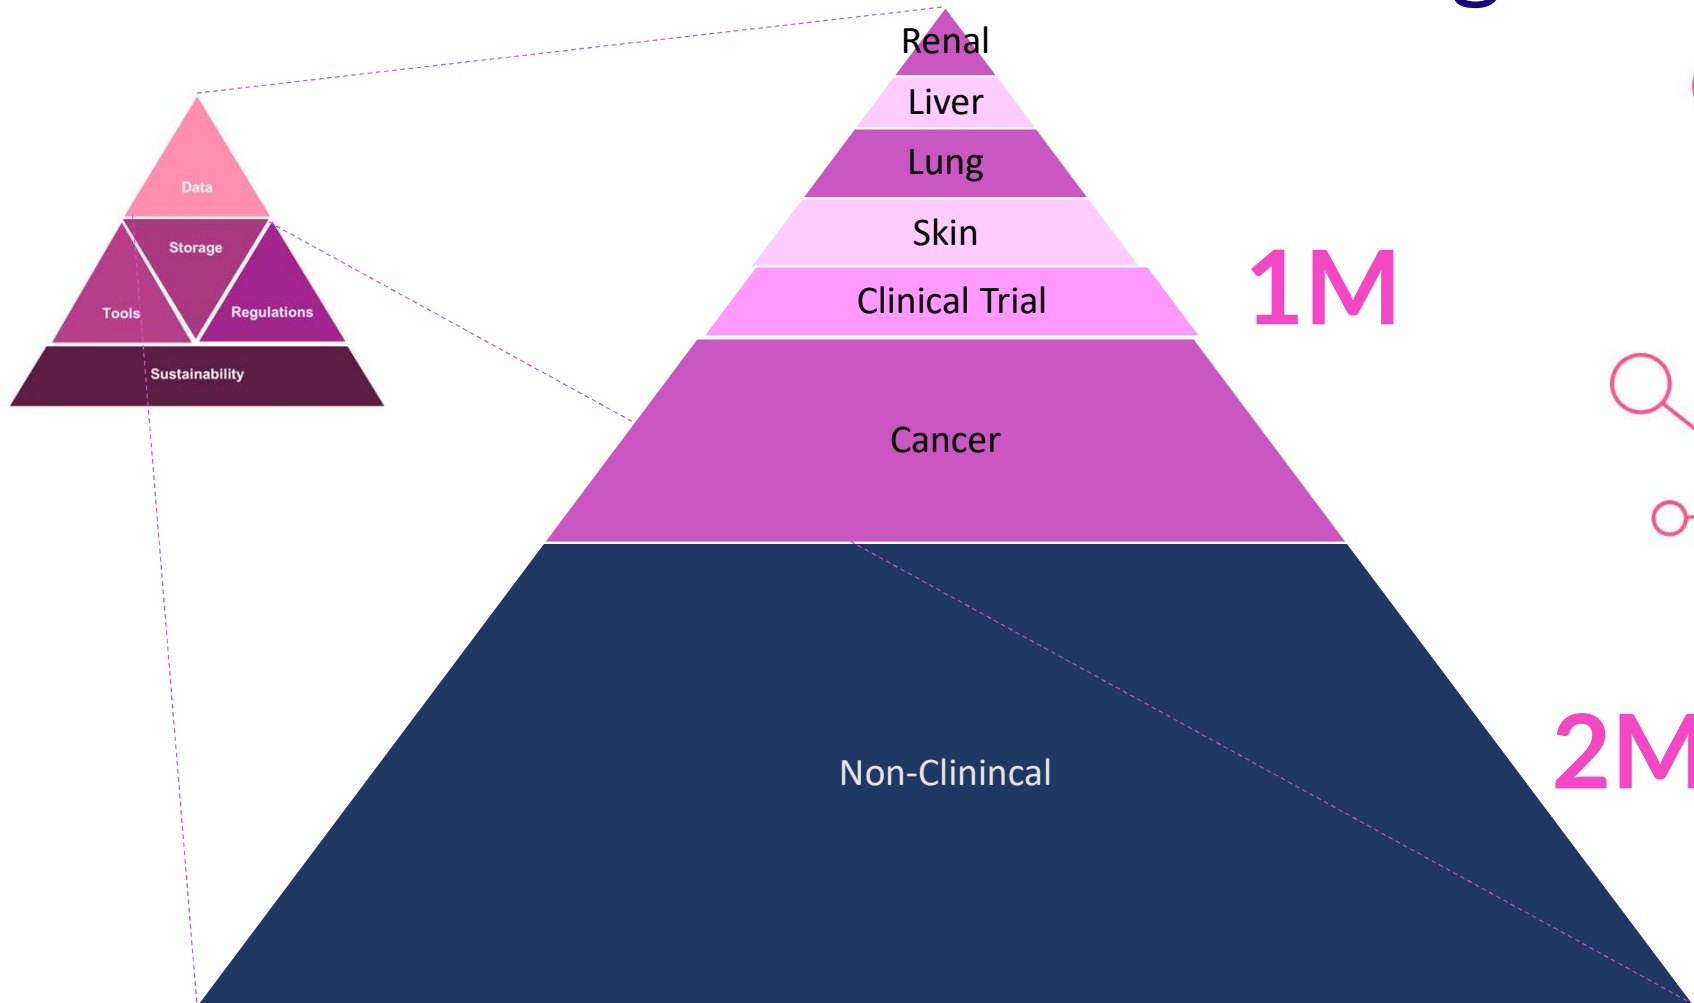 g
Data
Storage
Tools
Regulations
Sustainability
Renal
Liver
Lung
Skin
Clinical Trial
Cancer
Non-Clinincal
1M
2M